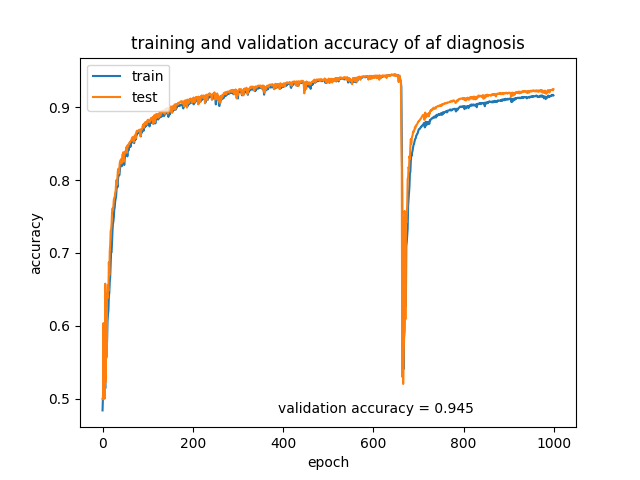 training and validation accuracy of af diagnosis
train
test
0.9
0.8
0.7
0.6
0.5
accuracy
validation accuracy = 0.945
0 200 400 600 800 1000
epoch